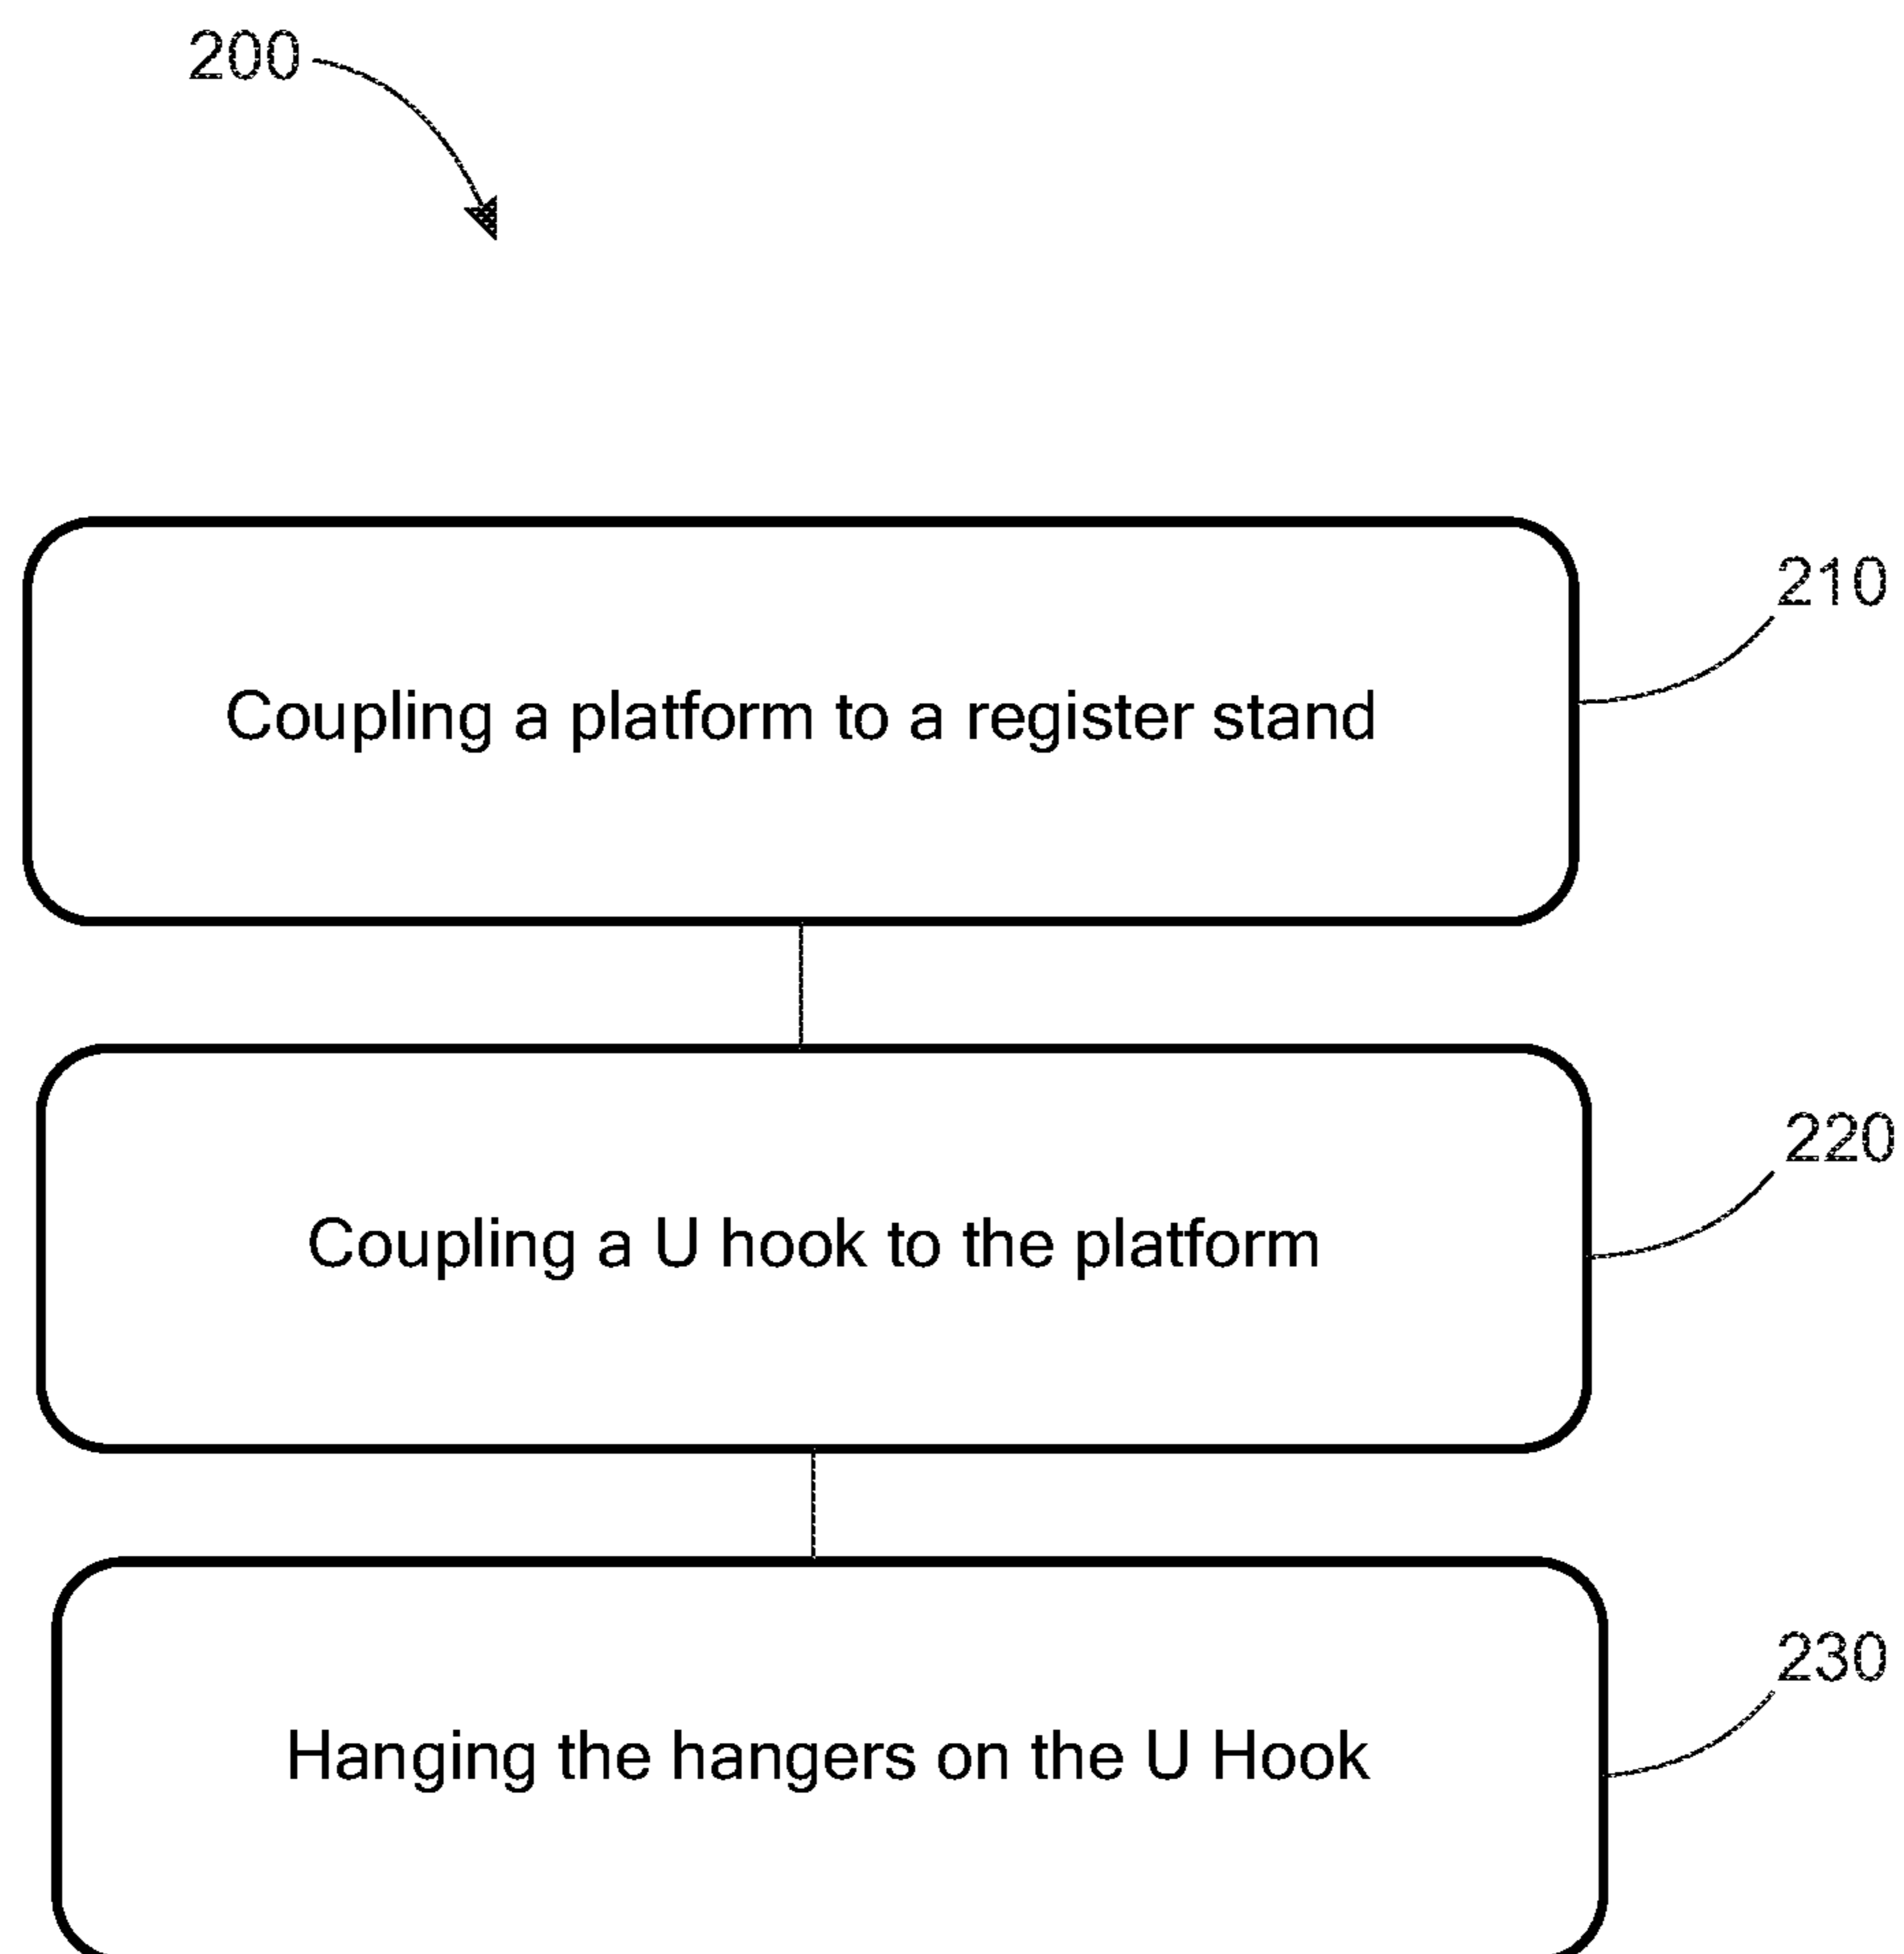 200
210
Coupling a platform to a register stand
220
Coupling a U hook to the platform
230
Hanging the hangers on the U Hook